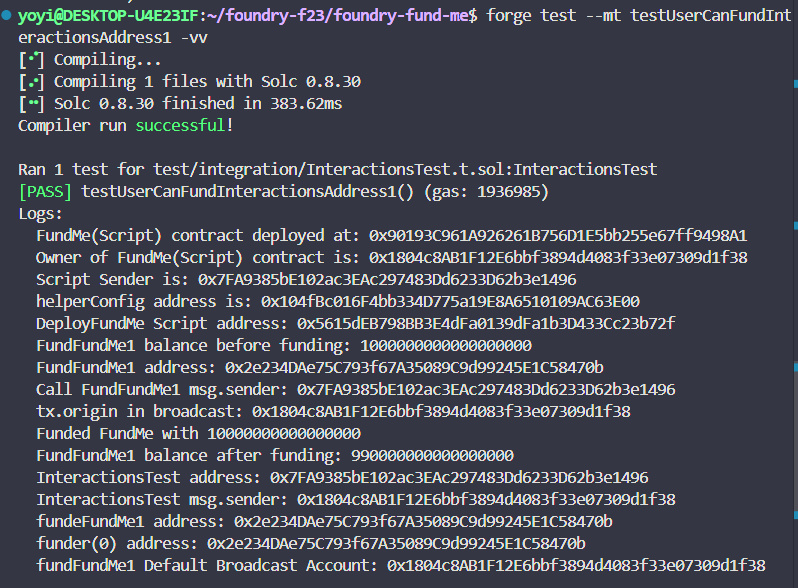 yoyi@DESKTOP-U4E23IF:~/foundry-f23/foundry-fund-me$ forge test --mt testUserCanFundInt
eractionsAddress1 -vv
[⠊] Compiling...
[⠔] Compiling 1 files with Solc 0.8.30
[⠒] Solc 0.8.30 finished in 383.62ms
Compiler run successful!

Ran 1 test for test/integration/InteractionsTest.t.sol:InteractionsTest
[PASS] testUserCanFundInteractionsAddress1() (gas: 1936985)
Logs:
  FundMe(Script) contract deployed at: 0x90193C961A926261B756D1E5bb255e67ff9498A1
  Owner of FundMe(Script) contract is: 0x1804c8AB1F12E6bbf3894d4083f33e07309d1f38
  Script Sender is: 0x7FA9385bE102ac3EAc297483Dd6233D62b3e1496
  helperConfig address is: 0x104fBc016F4bb334D775a19E8A6510109AC63E00
  DeployFundMe Script address: 0x5615dEB798BB3E4dFa0139dFa1b3D433Cc23b72f
  FundFundMe1 balance before funding: 1000000000000000000
  FundFundMe1 address: 0x2e234DAe75C793f67A35089C9d99245E1C58470b
  Call FundFundMe1 msg.sender: 0x7FA9385bE102ac3EAc297483Dd6233D62b3e1496
  tx.origin in broadcast: 0x1804c8AB1F12E6bbf3894d4083f33e07309d1f38
  Funded FundMe with 10000000000000000
  FundFundMe1 balance after funding: 990000000000000000
  InteractionsTest address: 0x7FA9385bE102ac3EAc297483Dd6233D62b3e1496
  InteractionsTest msg.sender: 0x1804c8AB1F12E6bbf3894d4083f33e07309d1f38
  fundeFundMe1 address: 0x2e234DAe75C793f67A35089C9d99245E1C58470b
  funder(0) address: 0x2e234DAe75C793f67A35089C9d99245E1C58470b
  fundFundMe1 Default Broadcast Account: 0x1804c8AB1F12E6bbf3894d4083f33e07309d1f38